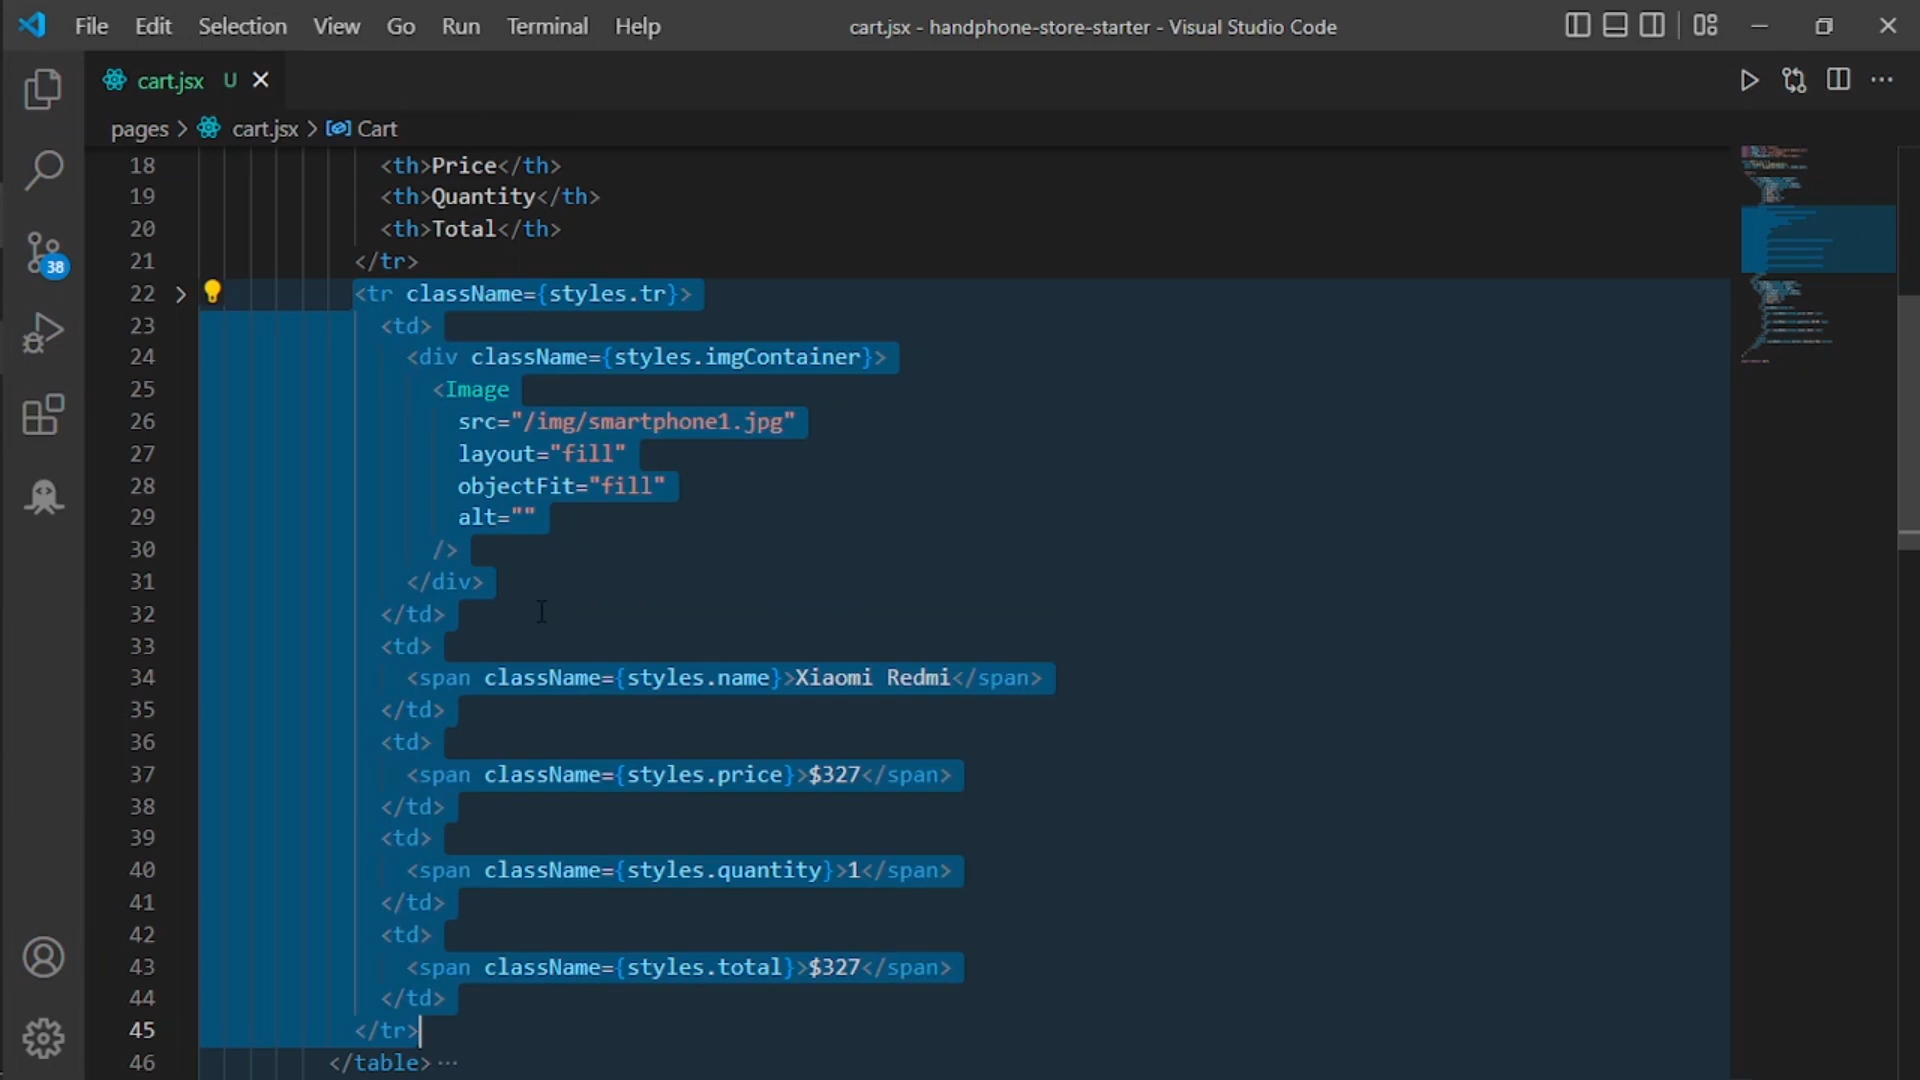 File Edit Selection View Go Run Terminal Help cart.jsx - handphone-store-starter - Visual Studio Code
cart.jsx U
pages > cart.jsx > Cart
18 <th>Price</th>
19 <th>Quantity</th>
20 <th>Total</th>
21 </tr>
22 <tr className={styles.tr}>
23 <td>
24 <div className={styles.imgContainer}>
25 <Image
26 src="/img/smartphone1.jpg"
27 layout="fill"
28 objectFit="fill"
29 alt=""
30 />
31 </div>
32 </td>
33 <td>
34 <span className={styles.name}>Xiaomi Redmi</span>
35 </td>
36 <td>
37 <span className={styles.price}>$327</span>
38 </td>
39 <td>
40 <span className={styles.quantity}>1</span>
41 </td>
42 <td>
43 <span className={styles.total}>$327</span>
44 </td>
45 </tr>
46 </table> ···
38